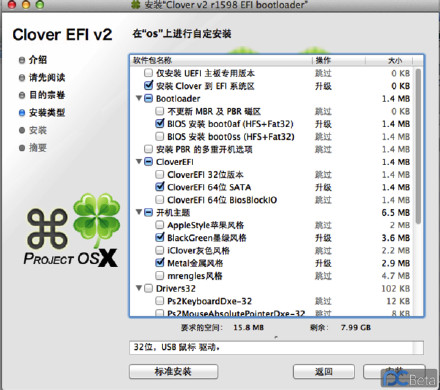 安装“Clover v2 r1598 EFI bootloader”
Clover EFI v2
在“os”上进行自定安装
介绍
请先阅读
目的宗卷
安装类型
安装
摘要
PROJECT OSX
软件包名称 操作 大小
仅安装 UEFI 主板专用版本 跳过 0 KB
安装 Clover 到 EFI 系统区 升级 0 KB
Bootloader 1.4 MB
不更新 MBR 及 PBR 磁区 跳过 0 KB
BIOS 安装 boot0af (HFS+Fat32) 升级 1.4 MB
BIOS 安装 boot0ss (HFS+Fat32) 跳过 1.4 MB
安装 PBR 的多重开机选项 跳过 0 KB
CloverEFI 1.4 MB
CloverEFI 32位版本 跳过 1.4 MB
CloverEFI 64位 SATA 升级 1.4 MB
CloverEFI 64位 BiosBlockIO 跳过 1.4 MB
开机主题 6.5 MB
AppleStyle苹果风格 跳过 2 MB
BlackGreen墨绿风格 升级 3.6 MB
iClover灰色风格 跳过 2.2 MB
Metal金属风格 升级 2.9 MB
mrengles风格 跳过 4.7 MB
Drivers32 102 KB
Ps2KeyboardDxe-32 跳过 12 KB
Ps2MouseAbsolutePointerDxe-32 跳过 8 KB
要求的空间： 15.8 MB 剩余： 7.99 GB
32位，USB 鼠标 驱动，
标准安装 返回
PCBeta